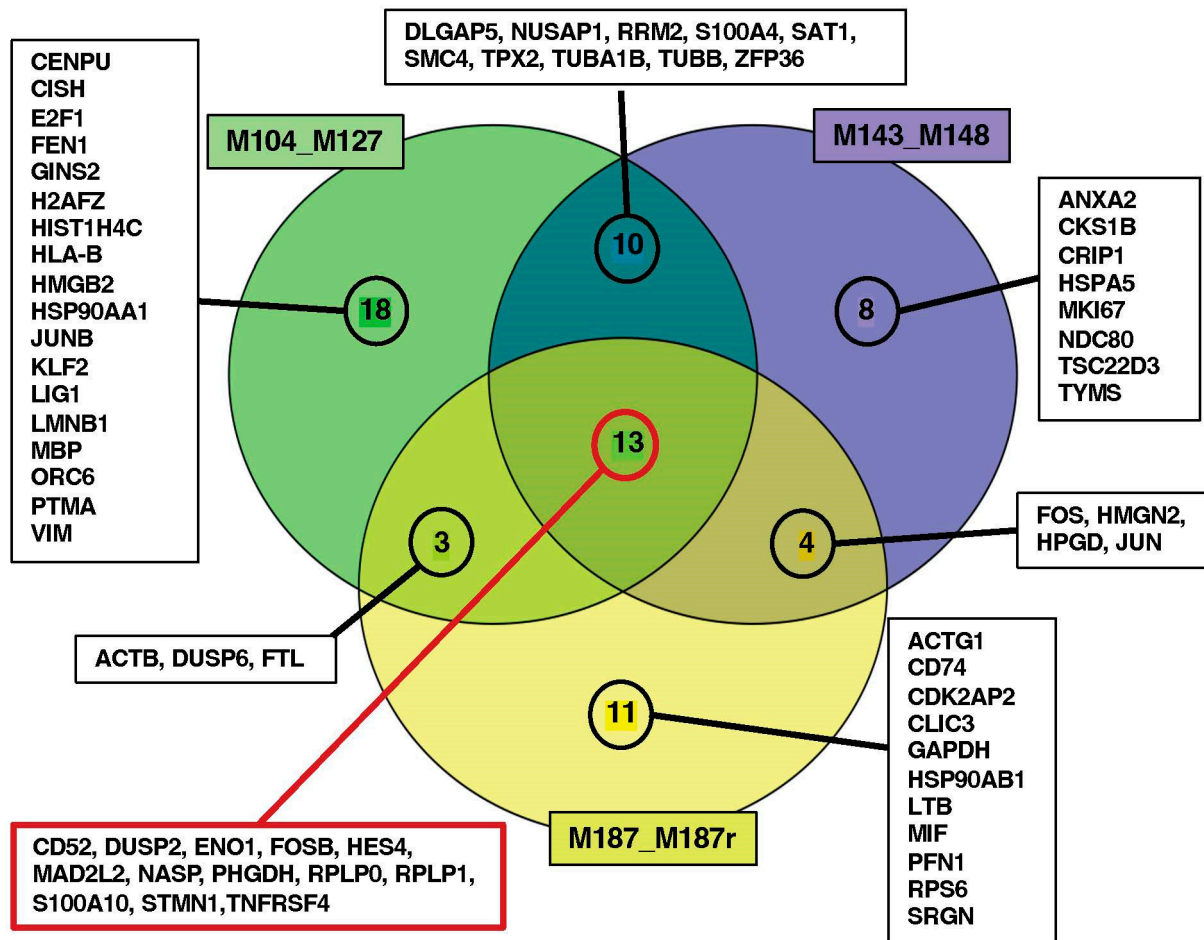 DLGAP5, NUSAP1, RRM2, S100A4, SAT1,
SMC4, TPX2, TUBA1B, TUBB, ZFP36
CENPU
CISH
E2F1
FEN1
GINS2
H2AFZ
HIST1H4C
HLA-B
HMGB2
HSP90AA1
JUNB
KLF2
LIG1
LMNB1
MBP
ORC6
PTMA
VIM
M104_M127
M143_M148
ANXA2
CKS1B
CRIP1
HSPA5
MKI67
NDC80
TSC22D3
TYMS
10
18
8
13
3
4
FOS, HMGN2,
HPGD, JUN
ACTB, DUSP6, FTL
11
ACTG1
CD74
CDK2AP2
CLIC3
GAPDH
HSP90AB1
LTB
MIF
PFN1
RPS6
SRGN
M187_M187r
CD52, DUSP2, ENO1, FOSB, HES4,
MAD2L2, NASP, PHGDH, RPLP0, RPLP1,
S100A10, STMN1,TNFRSF4